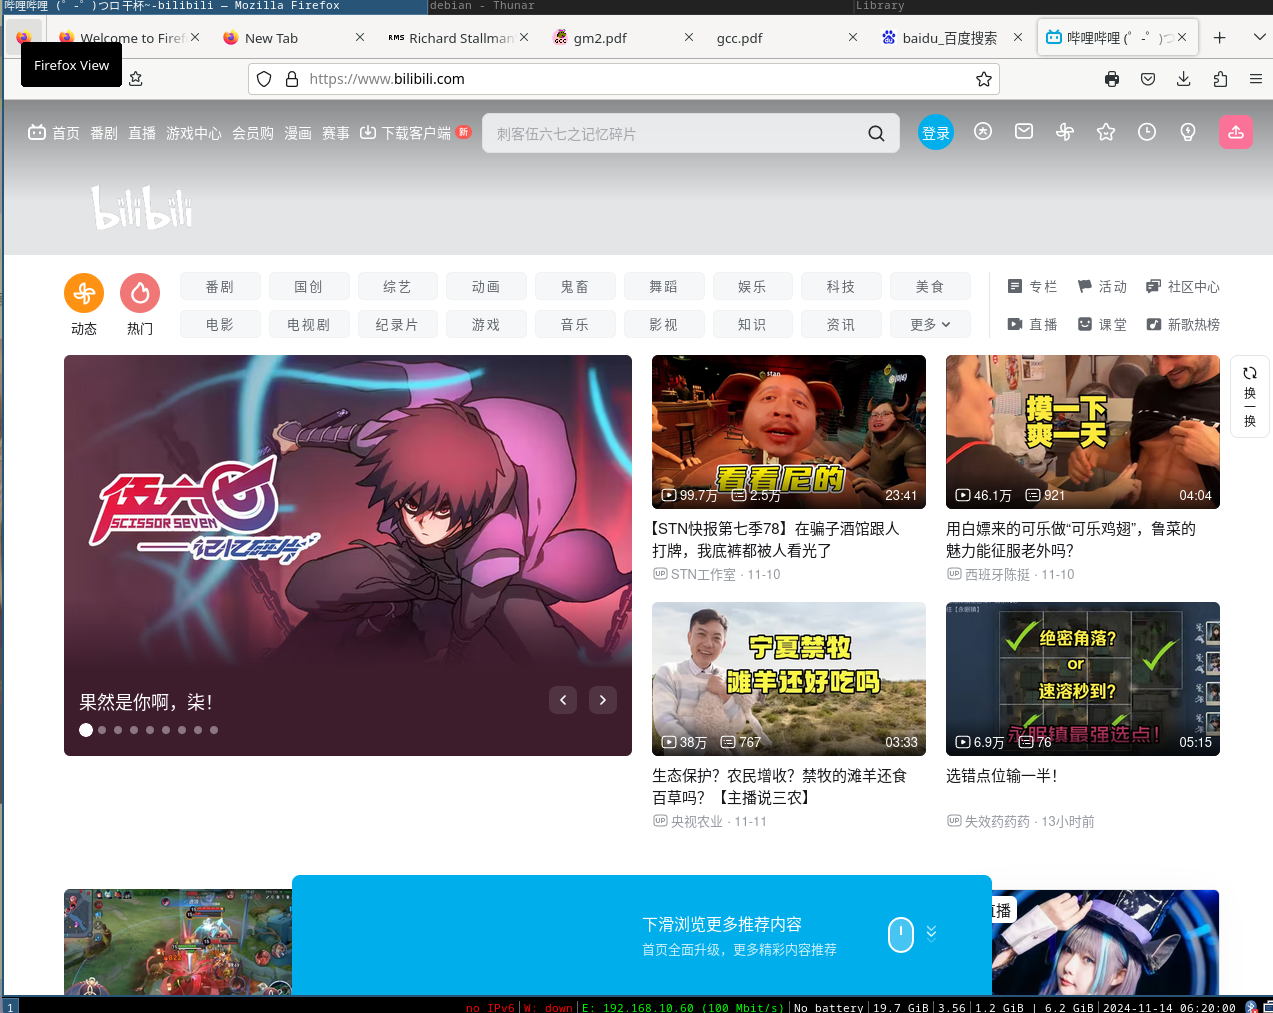 哔哩哔哩 (゜-゜)つロ 干杯~-bilibili — Mozilla Firefox
debian - Thunar
Library
Welcome to Firef
New Tab
RMS Richard Stallman'
gm2.pdf
gcc.pdf
baidu_百度搜索
哔哩哔哩 (゜-゜)つ
Firefox View
https://www.bilibili.com
首页
番剧
直播
游戏中心
会员购
漫画
赛事
下载客户端
新
刺客伍六七之记忆碎片
登录
bilibili
动态
热门
番剧
国创
综艺
动画
鬼畜
舞蹈
娱乐
科技
美食
专栏
活动
社区中心
电影
电视剧
纪录片
游戏
音乐
影视
知识
资讯
更多
直播
课堂
新歌热榜
伍六七
SCISSOR SEVEN
记忆碎片
果然是你啊，柒！
stan
看看尼的
99.7万
2.5万
23:41
【STN快报第七季78】在骗子酒馆跟人
打牌，我底裤都被人看光了
UP STN工作室 · 11-10
摸一下
爽一天
46.1万
921
04:04
用白嫖来的可乐做“可乐鸡翅”，鲁菜的
魅力能征服老外吗？
UP 西班牙陈挺 · 11-10
换一换
宁夏禁牧
滩羊还好吃吗
38万
767
03:33
生态保护？农民增收？禁牧的滩羊还食
百草吗？【主播说三农】
UP 央视农业 · 11-11
绝密角落?
or
速溶秒到?
永眠镇最强选点!
6.9万
76
05:15
选错点位输一半！
UP 失效药药药 · 13小时前
下滑浏览更多推荐内容
首页全面升级，更多精彩内容推荐
直播
1
no IPv6
W: down
E: 192.168.10.60 (100 Mbit/s)
No battery
19.7 GiB
3.56
1.2 GiB | 6.2 GiB
2024-11-14 06:20:00